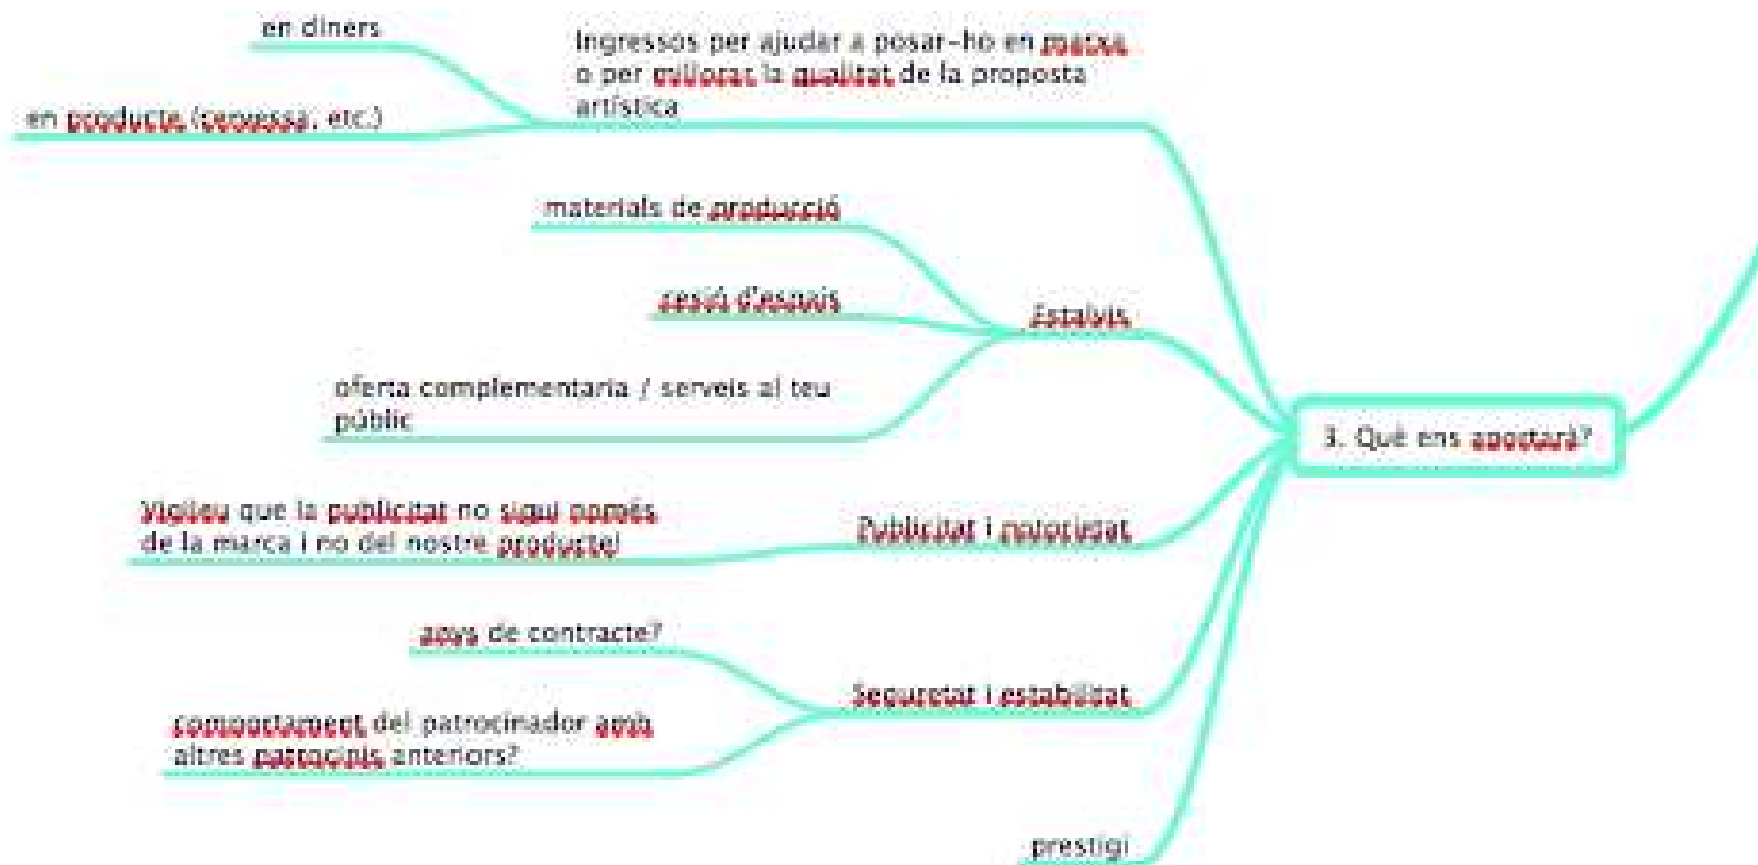 en diners
Ingressos per ajudar a posar-ho en marxa
o per millorar la qualitat de la proposta
artística
en producte (cervessa, etc.)
materials de producció
cesió d'espais
Estalvis
oferta complementaria / serveis al teu
públic
3. Què ens aportarà?
Vigileu que la publicitat no sigui només
de la marca i no del nostre producte!
Publicitat i notorietat
anys de contracte?
Seguretat i estabilitat
comportament del patrocinador amb
altres patrocinis anteriors?
prestigi